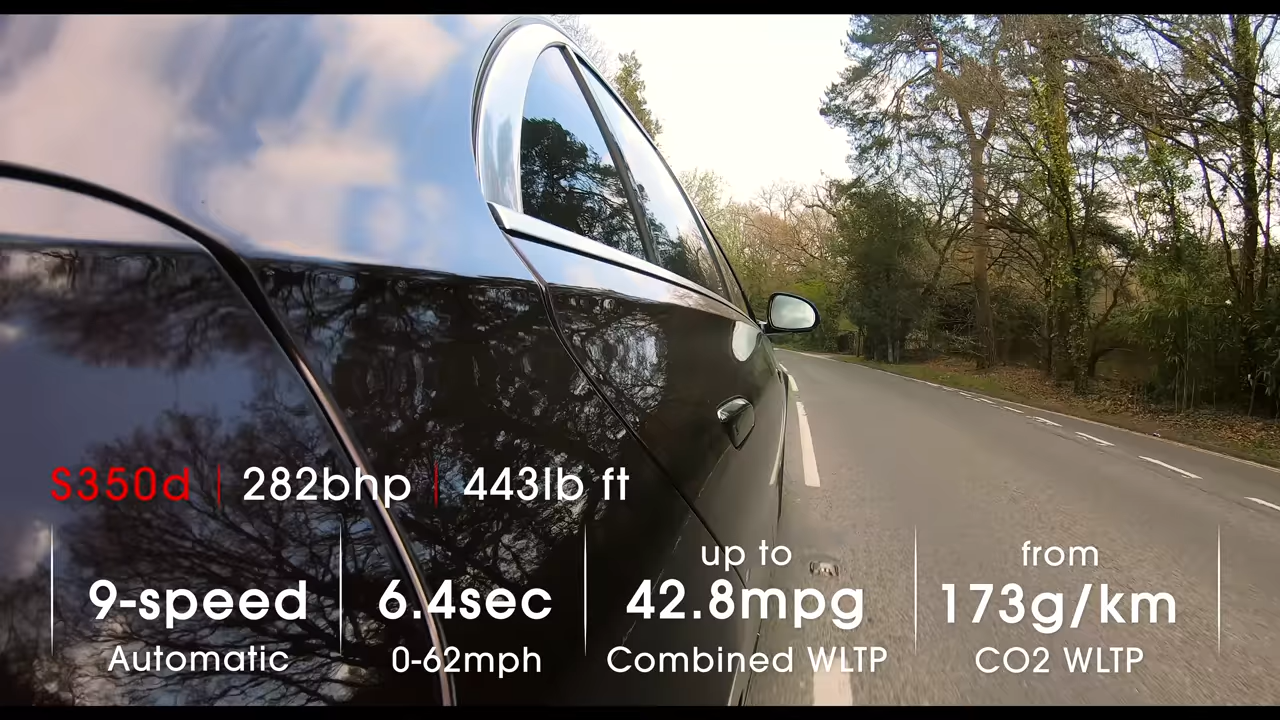 S350d | 282bhp | 443lb ft
9-speed
Automatic
6.4sec
0-62mph
up to
42.8mpg
Combined WLTP
from
173g/km
CO2 WLTP